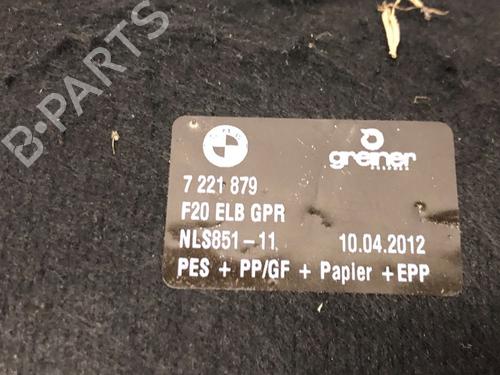 B-PARTS
greiner
7 221 879
F20 ELB GPR
NLS851-11 10.04.2012
PES + PP/GF + Papier + EPP